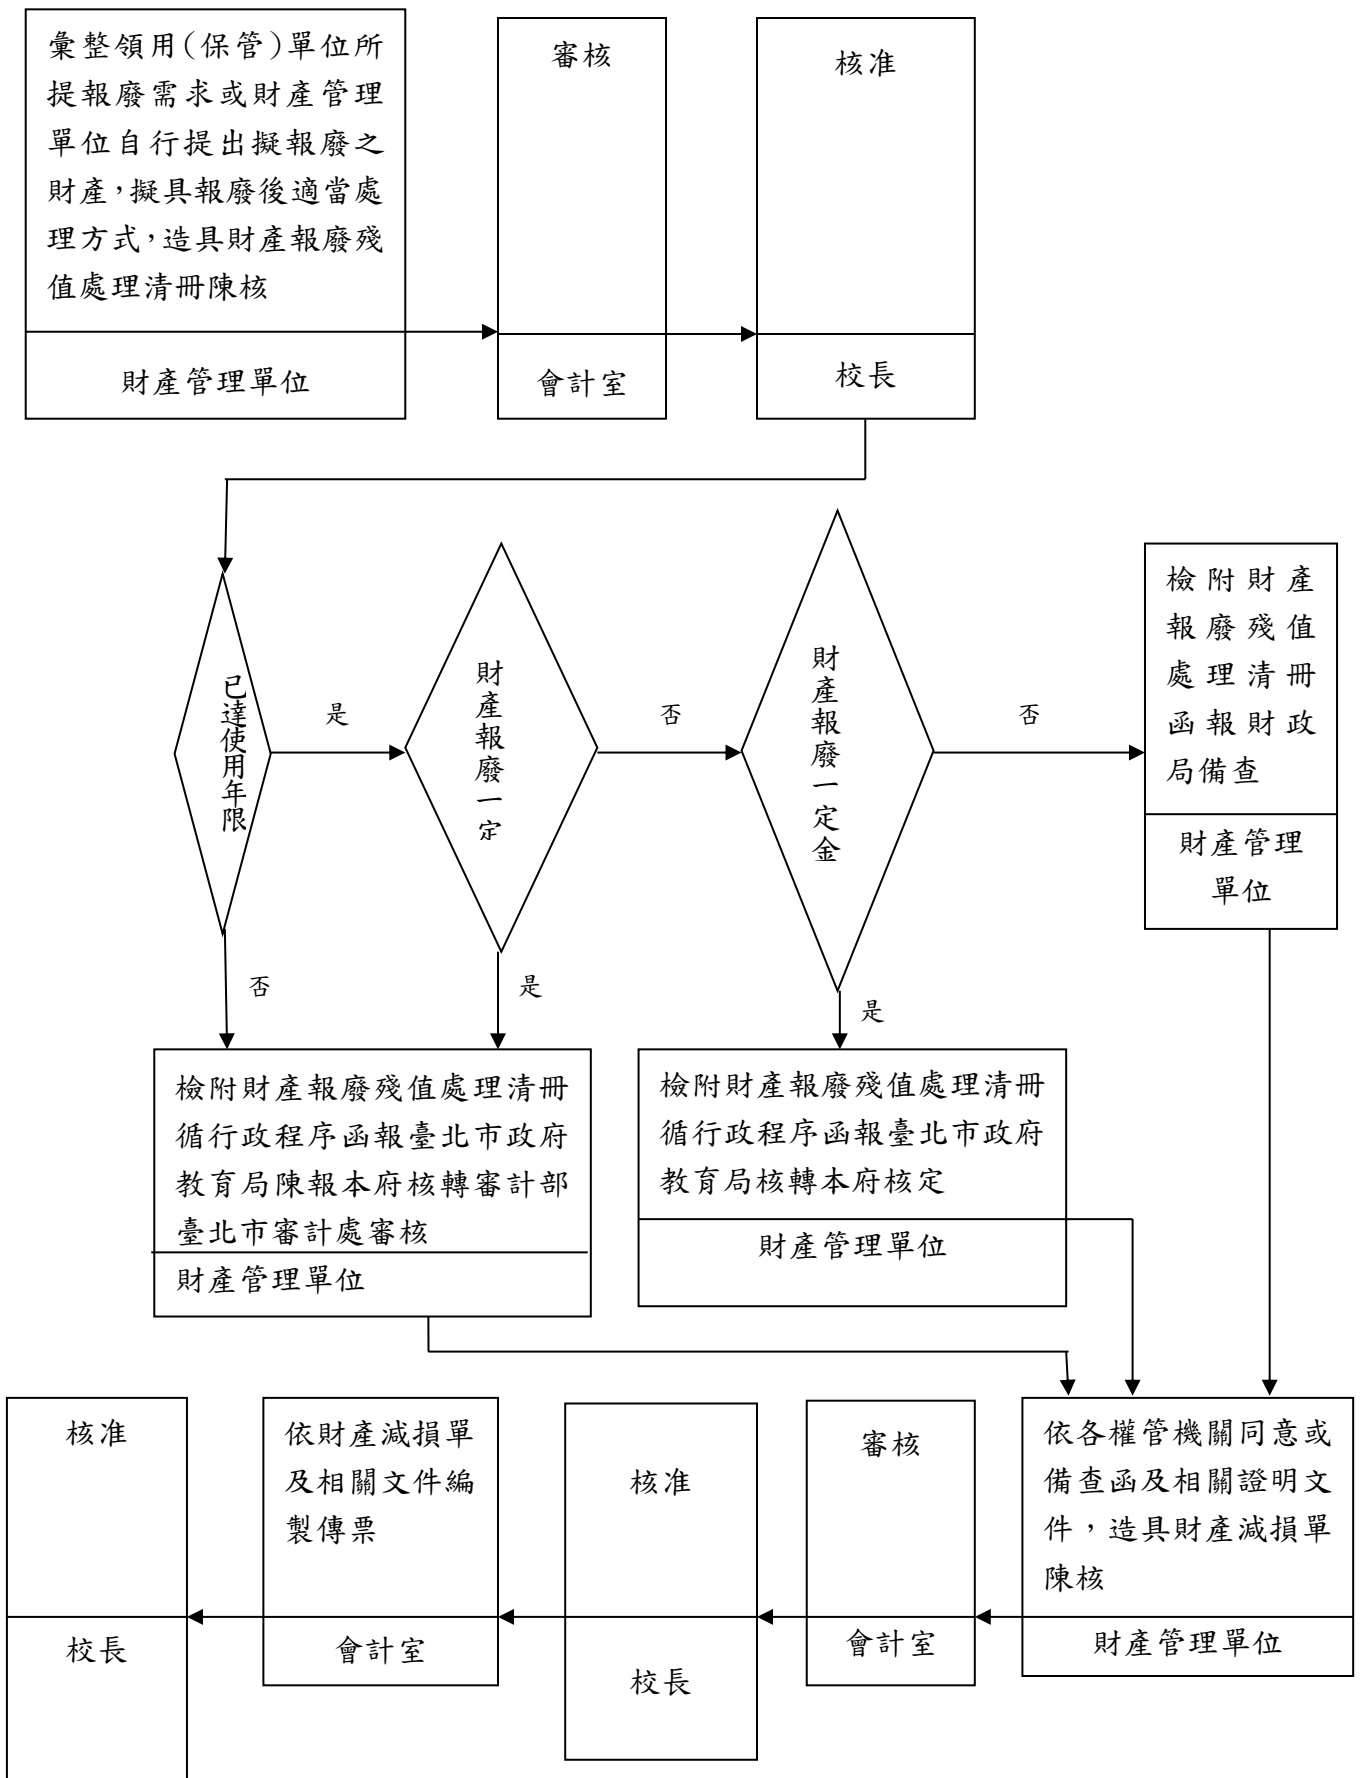 彙整領用(保管)單位所
提報廢需求或財產管理
單位自行提出擬報廢之
財產，擬具報廢後適當處
理方式，造具財產報廢殘
值處理清冊陳核
財產管理單位
審核
會計室
核准
校長
已達使用年限
是
否
財產報廢一定
否
是
財產報廢一定金
否
是
檢附財產
報廢殘值
處理清冊
函報財政
局備查
財產管理
單位
檢附財產報廢殘值處理清冊
循行政程序函報臺北市政府
教育局陳報本府核轉審計部
臺北市審計處審核
財產管理單位
檢附財產報廢殘值處理清冊
循行政程序函報臺北市政府
教育局核轉本府核定
財產管理單位
依各權管機關同意或
備查函及相關證明文
件，造具財產減損單
陳核
財產管理單位
審核
會計室
核准
校長
依財產減損單
及相關文件編
製傳票
會計室
核准
校長